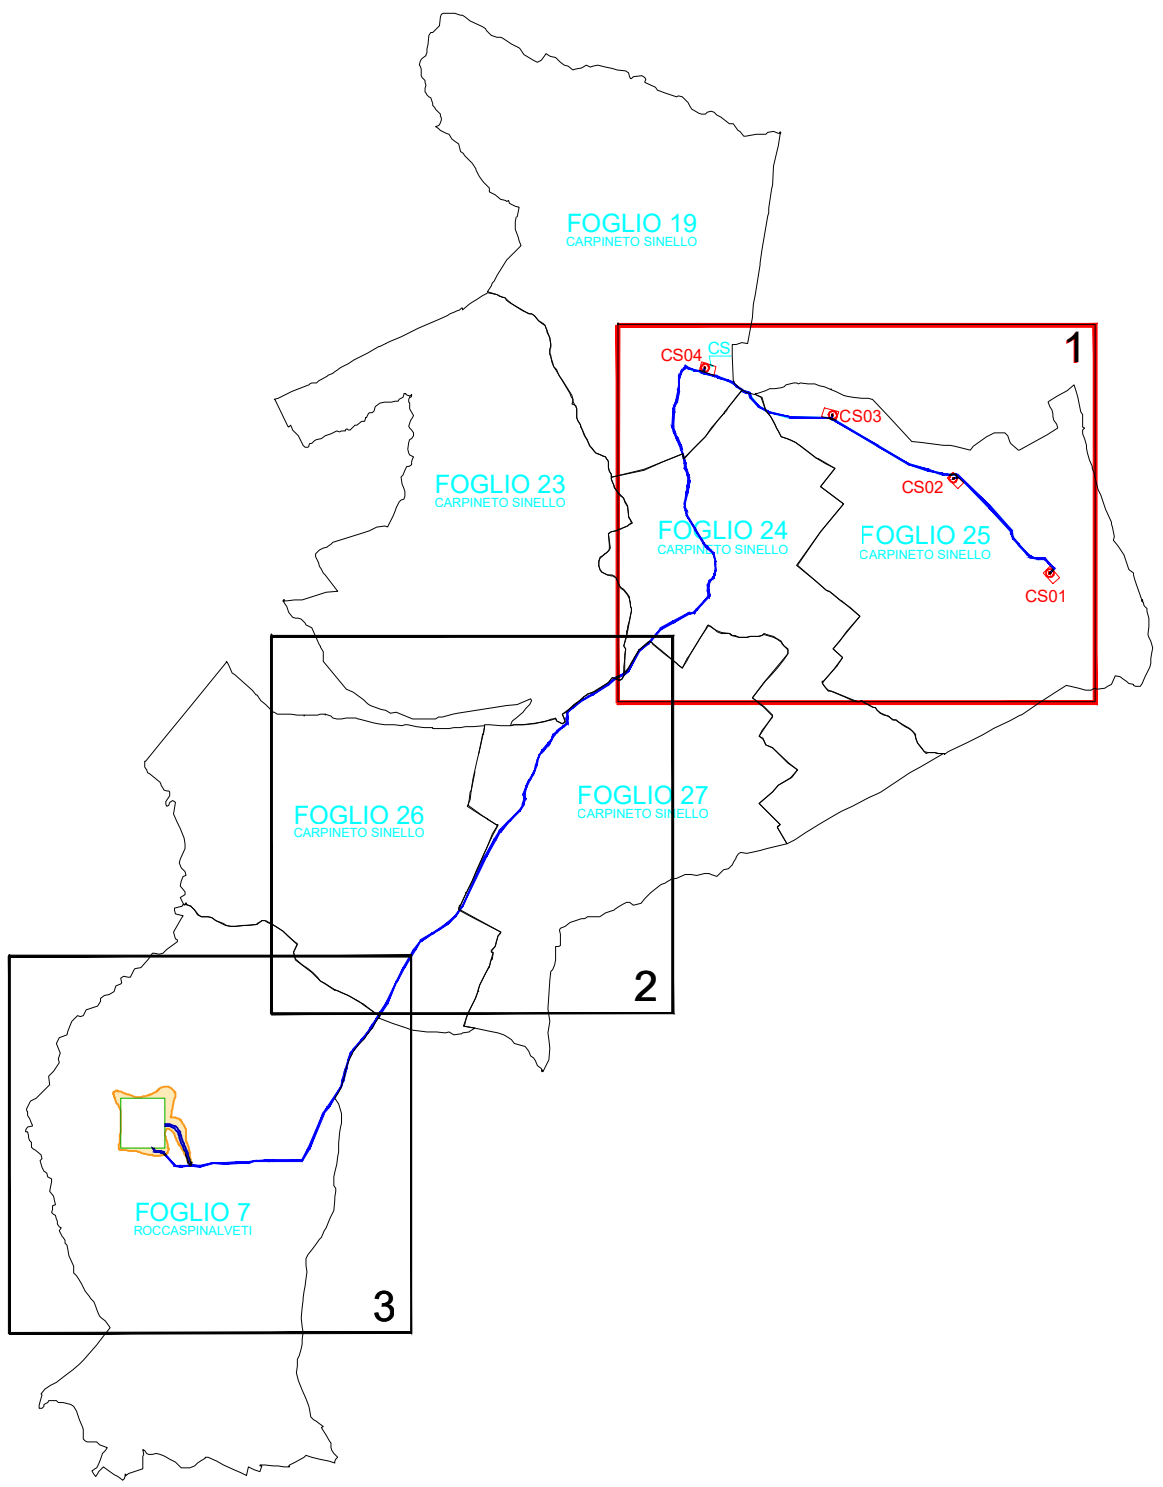 FOGLIO 19
CARPINETO SINELLO
1
CS
CS04
CS03
CS02
FOGLIO 23
CARPINETO SINELLO
FOGLIO 24
CARPINETO SINELLO
FOGLIO 25
CARPINETO SINELLO
CS01
FOGLIO 26
CARPINETO SINELLO
FOGLIO 27
CARPINETO SINELLO
2
FOGLIO 7
ROCCASPINALVETI
3